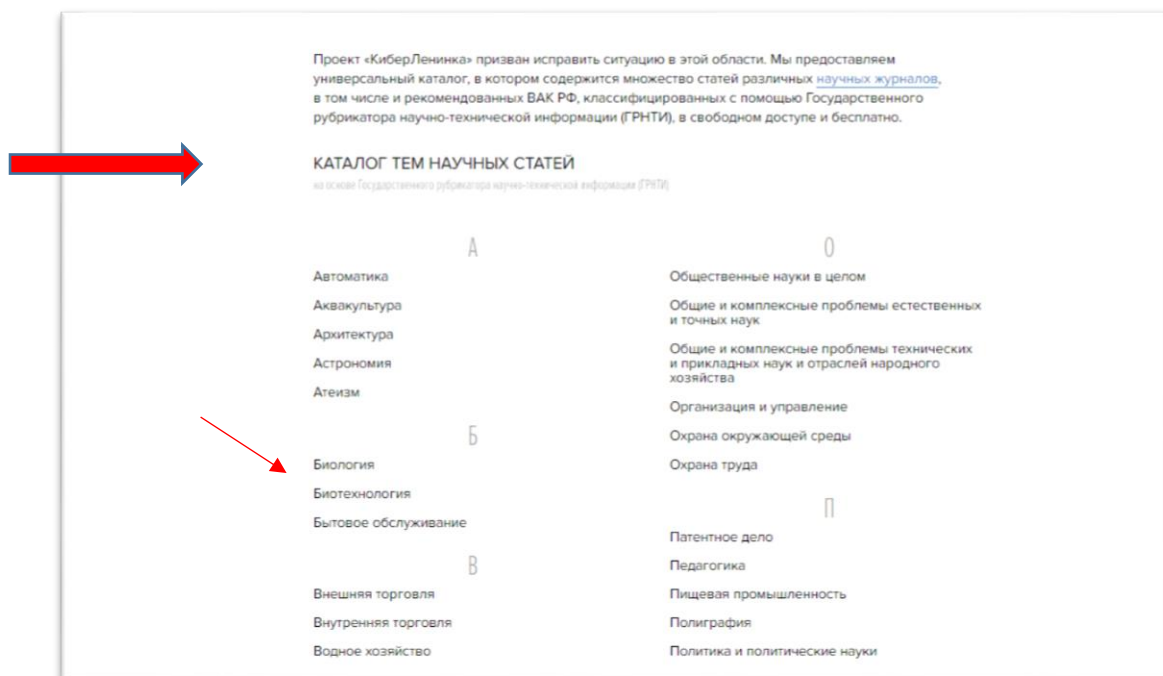 Проект «КиберЛенинка» призван исправить ситуацию в этой области. Мы предоставляем
универсальный каталог, в котором содержится множество статей различных научных журналов,
в том числе и рекомендованных ВАК РФ, классифицированных с помощью Государственного
рубрикатора научно-технической информации (ГРНТИ), в свободном доступе и бесплатно.
КАТАЛОГ ТЕМ НАУЧНЫХ СТАТЕЙ
на основе Государственного рубрикатора научно-технической информации (ГРНТИ)
А
Автоматика
Аквакультура
Архитектура
Астрономия
Атеизм
Б
Биология
Биотехнология
Бытовое обслуживание
В
Внешняя торговля
Внутренняя торговля
Водное хозяйство
О
Общественные науки в целом
Общие и комплексные проблемы естественных
и точных наук
Общие и комплексные проблемы технических
и прикладных наук и отраслей народного
хозяйства
Организация и управление
Охрана окружающей среды
Охрана труда
П
Патентное дело
Педагогика
Пищевая промышленность
Полиграфия
Политика и политические науки